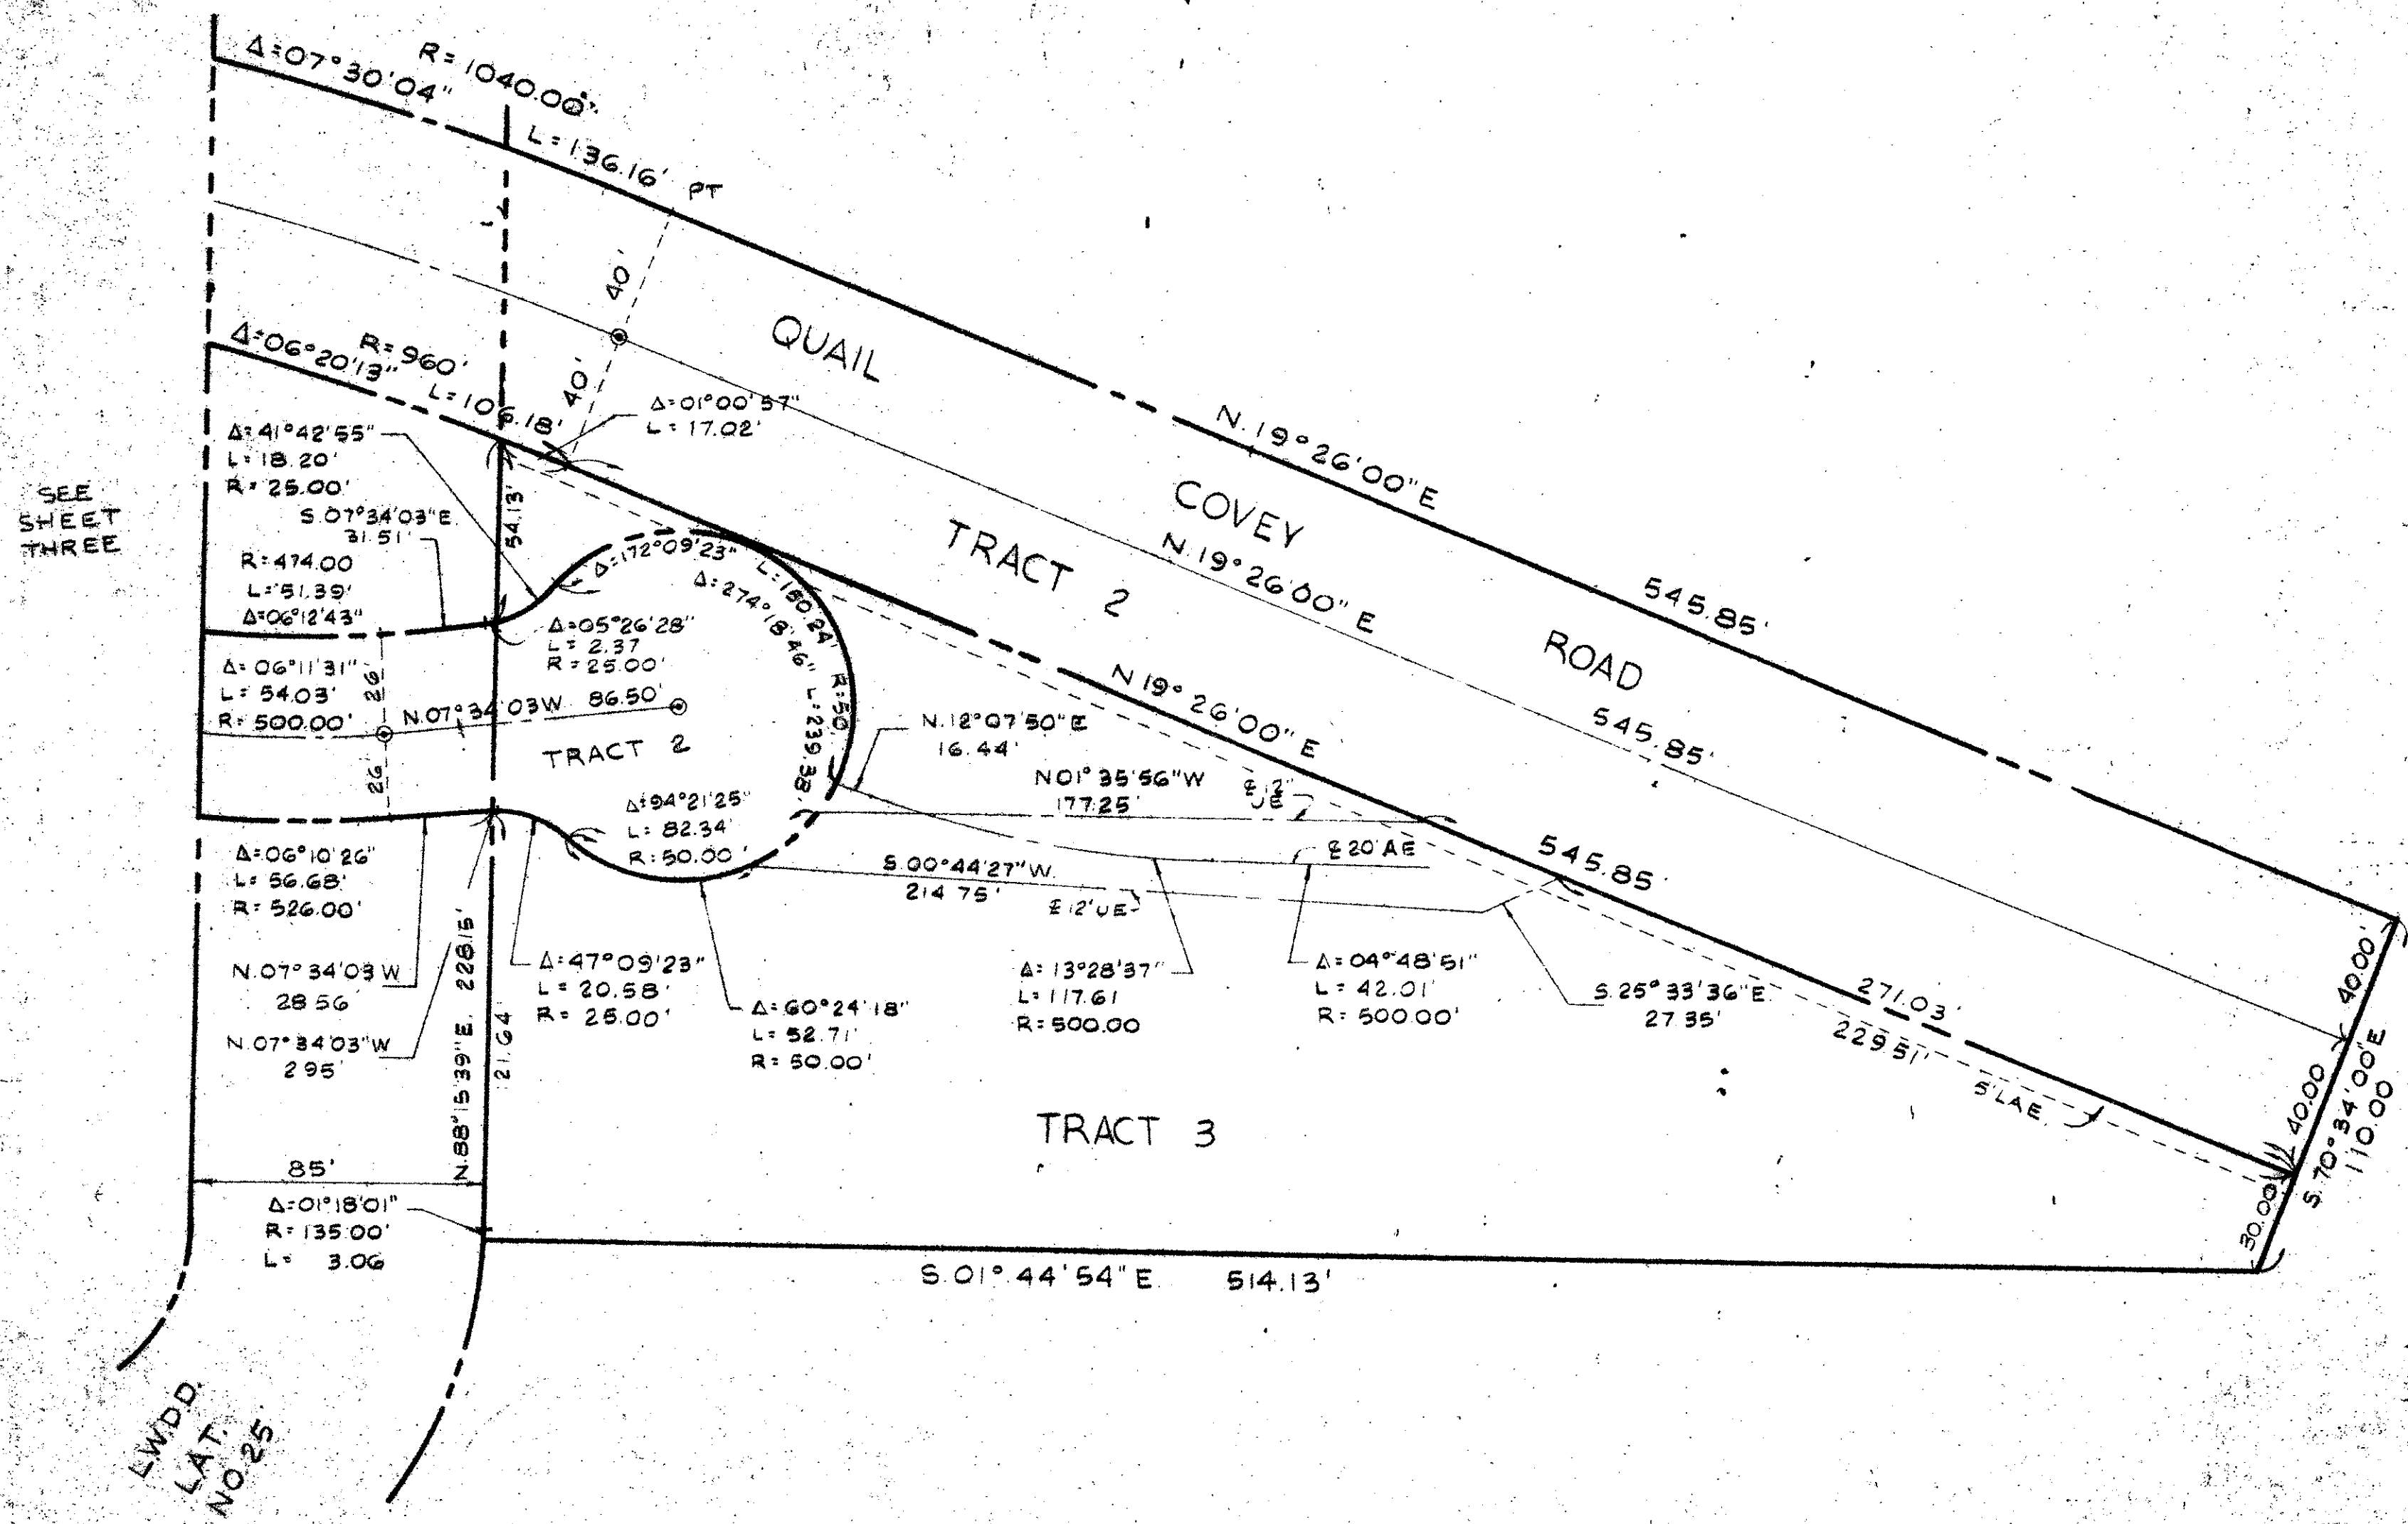 Δ=07°30'04"
R=1040.00'
L=136.16' PT
40'
40'
R=960'
Δ=06°20'13"
L=106.18'
Δ=01°00'57"
L=17.02'
QUAIL
COVEY
ROAD
TRACT 2
N.19°26'00"E
545.85'
N.19°26'00"E
545.85'
N19°26'00"E
545.85'
SEE
SHEET
THREE
Δ=41°42'55"
L=18.20'
R=25.00'
S.07°34'03"E.
31.51'
54.13'
R=474.00
L=51.39'
Δ=06°12'43"
Δ=172°09'23" L=150.24' R=50'
Δ=274°18'46" L=239.38'
Δ=05°26'28"
L=2.37
R=25.00'
Δ=06°11'31"
L=54.03'
R=500.00'
26'
26'
N.07°34'03W 86.50'
TRACT 2
N.12°07'50"E
16.44'
N01°35'56"W
177.25'
℄ 12'
UE
Δ=94°21'25"
L=82.34'
R=50.00'
℄ 20' AE
S.00°44'27"W.
214.75'
℄ 12' UE
Δ=06°10'26"
L=56.68'
R=526.00'
N.07°34'03W
28.56'
N.07°34'03"W
2.95'
N.88°15'39"E. 228.15'
121.64'
Δ=47°09'23"
L=20.58'
R=25.00'
Δ=60°24'18"
L=52.71'
R=50.00'
Δ=13°28'37"
L=117.61
R=500.00
Δ=04°48'51"
L=42.01'
R=500.00'
S.25°33'36"E.
27.35'
271.03'
229.51'
5' L.A.E.
40.00'
40.00
30.00'
S.70°34'00"E
110.00
TRACT 3
85'
Δ=01°18'01"
R=135.00'
L= 3.06
S.01°44'54"E. 514.13'
L.W.D.D.
LAT.
NO.25